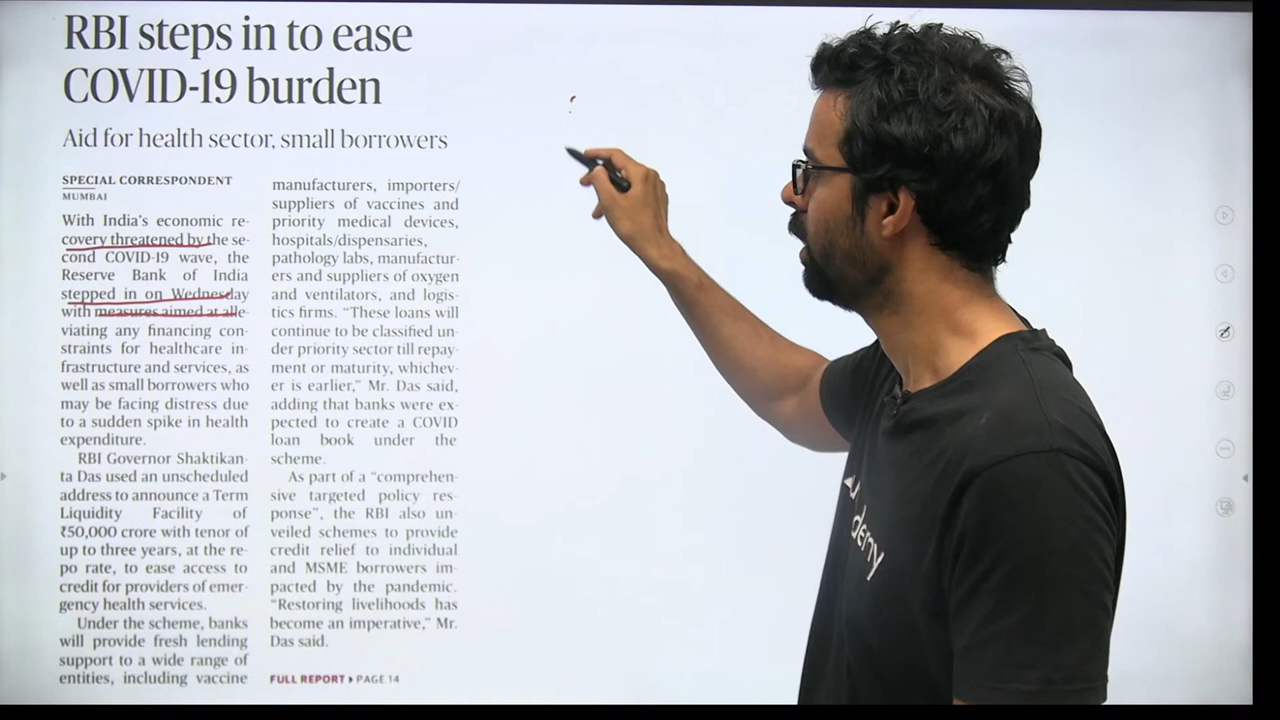 RBI steps in to ease
COVID-19 burden
Aid for health sector, small borrowers
SPECIAL CORRESPONDENT
MUMBAI
With India's economic re-
covery threatened by the se-
cond COVID-19 wave, the
Reserve Bank of India
stepped in on Wednesday
with measures aimed at alle-
viating any financing con-
straints for healthcare in-
frastructure and services, as
well as small borrowers who
may be facing distress due
to a sudden spike in health
expenditure.
RBI Governor Shaktikan-
ta Das used an unscheduled
address to announce a Term
Liquidity Facility of
₹50,000 crore with tenor of
up to three years, at the re-
po rate, to ease access to
credit for providers of emer-
gency health services.
Under the scheme, banks
will provide fresh lending
support to a wide range of
entities, including vaccine
manufacturers, importers/
suppliers of vaccines and
priority medical devices,
hospitals/dispensaries,
pathology labs, manufactur-
ers and suppliers of oxygen
and ventilators, and logis-
tics firms. “These loans will
continue to be classified un-
der priority sector till repay-
ment or maturity, whichev-
er is earlier,” Mr. Das said,
adding that banks were ex-
pected to create a COVID
loan book under the
scheme.
As part of a “comprehen-
sive targeted policy res-
ponse”, the RBI also un-
veiled schemes to provide
credit relief to individual
and MSME borrowers im-
pacted by the pandemic.
“Restoring livelihoods has
become an imperative,” Mr.
Das said.
FULL REPORT PAGE 14